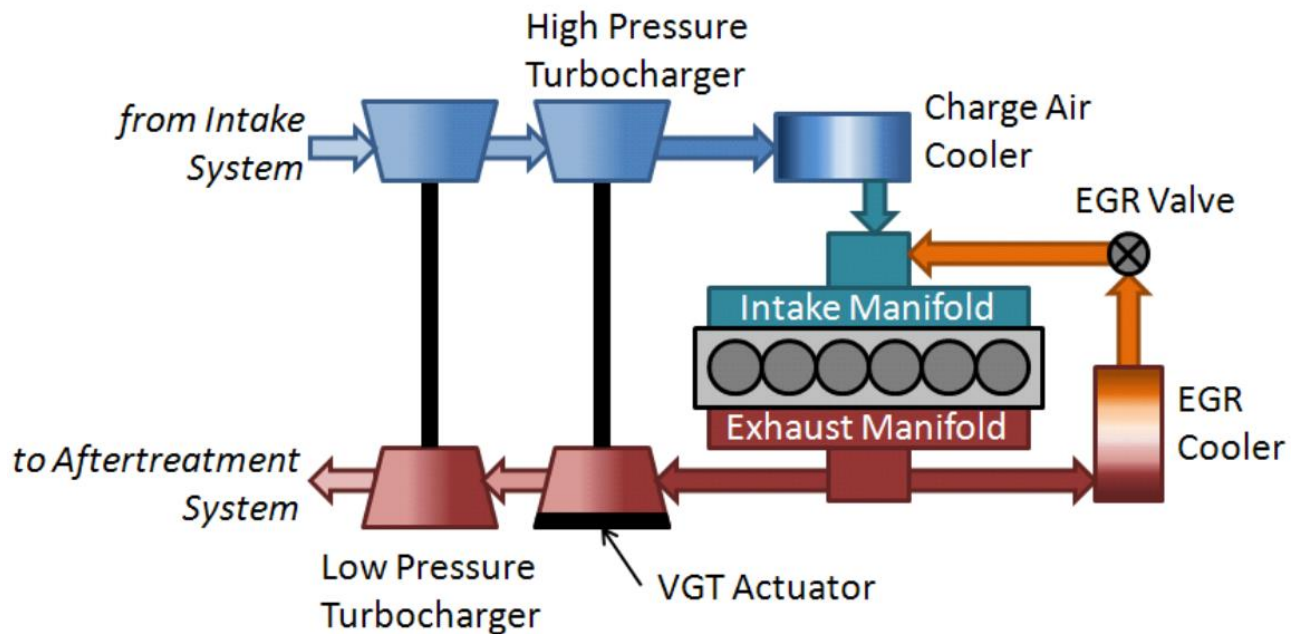 High Pressure
Turbocharger
from Intake
System
Charge Air
Cooler
EGR Valve
Intake Manifold
Exhaust Manifold
EGR
Cooler
to Aftertreatment
System
Low Pressure
Turbocharger
VGT Actuator